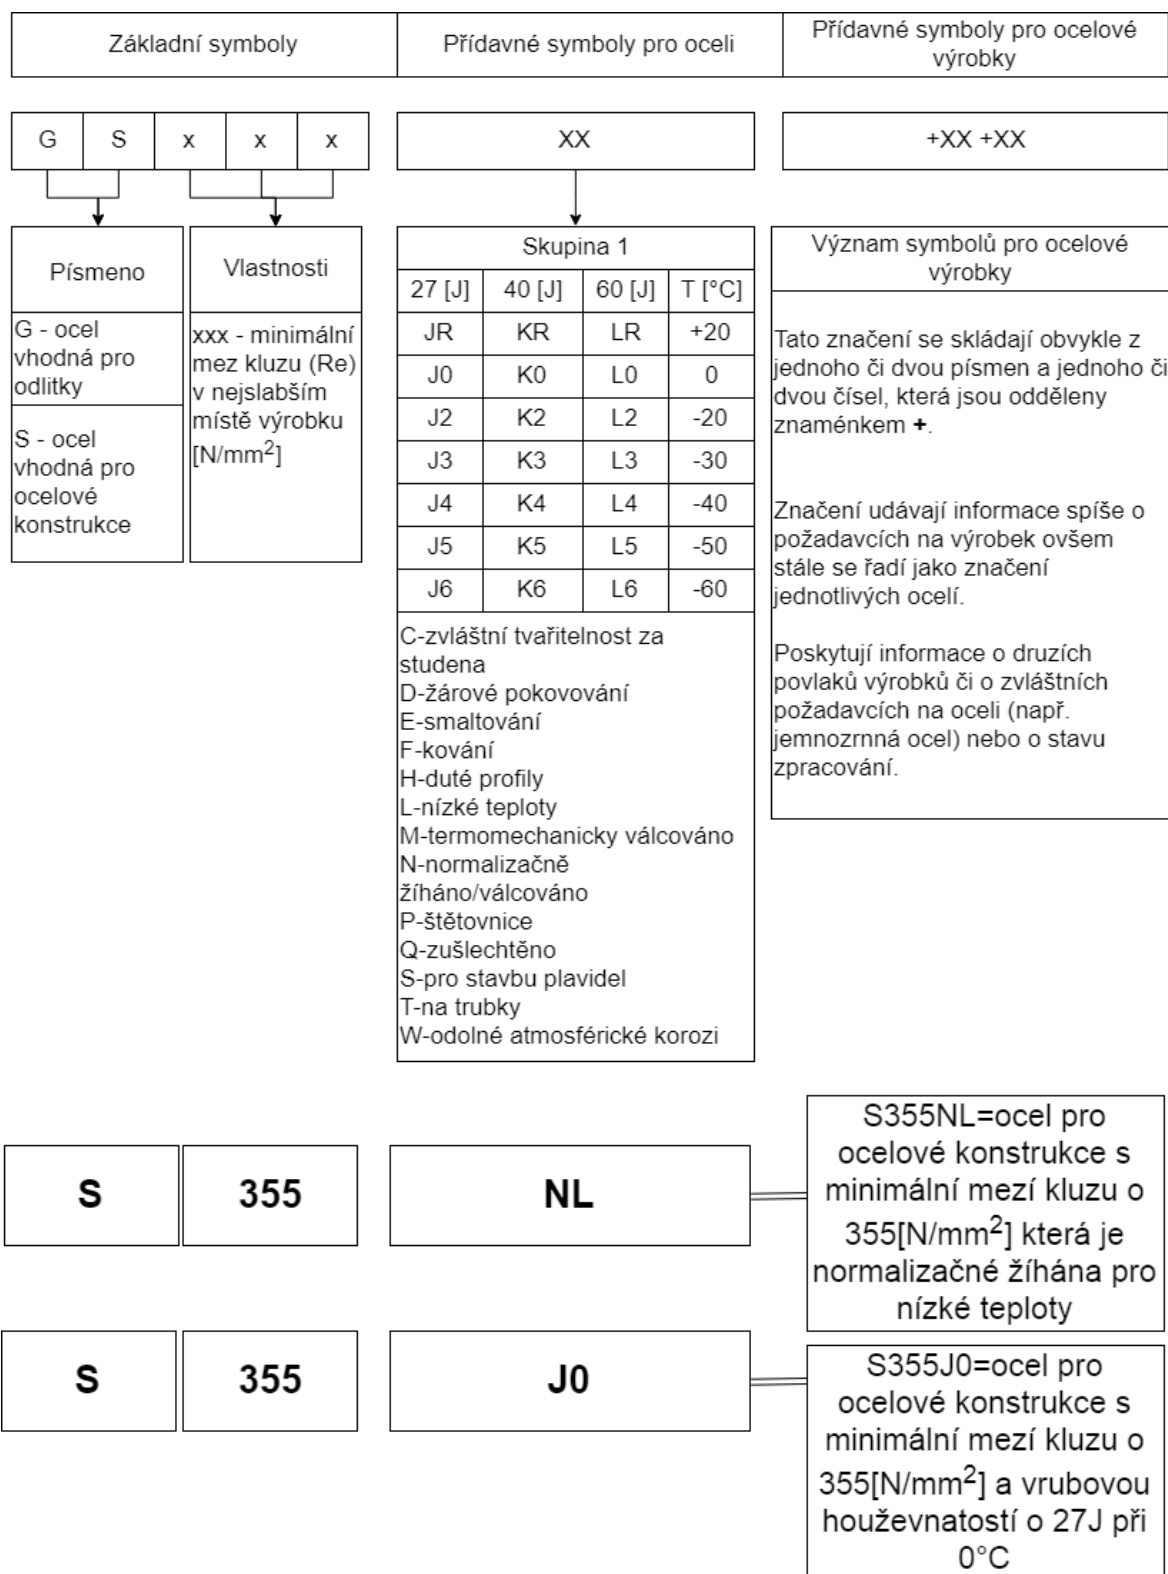 Základní symboly
Přídavné symboly pro oceli
Přídavné symboly pro ocelové
výrobky
G S x x x
XX
+XX +XX
Písmeno
Vlastnosti
G - ocel
vhodná pro
odlitky
S - ocel
vhodná pro
ocelové
konstrukce
xxx - minimální
mez kluzu (Re)
v nejslabším
místě výrobku
[N/mm²]
Skupina 1
27 [J] 40 [J] 60 [J] T [°C]
JR KR LR +20
J0 K0 L0 0
J2 K2 L2 -20
J3 K3 L3 -30
J4 K4 L4 -40
J5 K5 L5 -50
J6 K6 L6 -60
C-zvláštní tvařitelnost za
studena
D-žárové pokovování
E-smaltování
F-kování
H-duté profily
L-nízké teploty
M-termomechanicky válcováno
N-normalizačně
žíháno/válcováno
P-štětovnice
Q-zušlechtěno
S-pro stavbu plavidel
T-na trubky
W-odolné atmosférické korozi
Význam symbolů pro ocelové
výrobky
Tato značení se skládají obvykle z
jednoho či dvou písmen a jednoho či
dvou čísel, která jsou odděleny
znaménkem +.
Značení udávají informace spíše o
požadavcích na výrobek ovšem
stále se řadí jako značení
jednotlivých ocelí.
Poskytují informace o druzích
povlaků výrobků či o zvláštních
požadavcích na oceli (např.
jemnozrnná ocel) nebo o stavu
zpracování.
S 355 NL
S355NL=ocel pro
ocelové konstrukce s
minimální mezí kluzu o
355[N/mm²] která je
normalizačné žíhána pro
nízké teploty
S 355 J0
S355J0=ocel pro
ocelové konstrukce s
minimální mezí kluzu o
355[N/mm²] a vrubovou
houževnatostí o 27J při
0°C